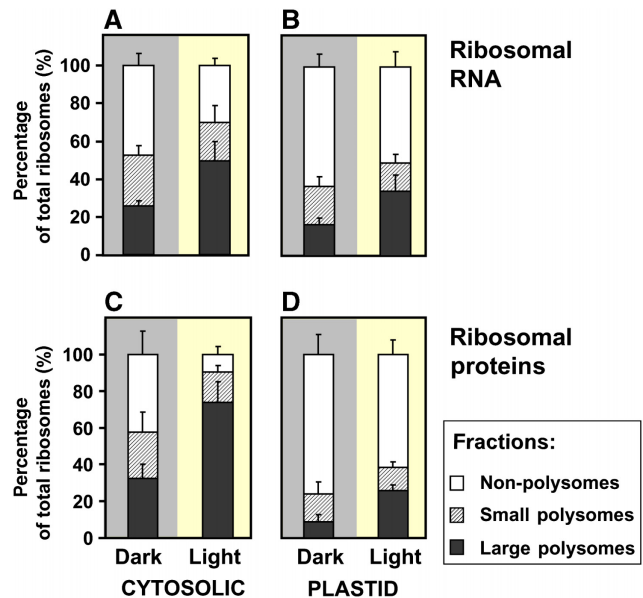 A
B
Ribosomal
RNA
Percentage
of total ribosomes (%)
100
80
60
40
20
0
C
D
Ribosomal
proteins
Percentage
of total ribosomes (%)
100
80
60
40
20
0
Fractions:
Non-polysomes
Small polysomes
Large polysomes
Dark Light Dark Light
CYTOSOLIC PLASTID